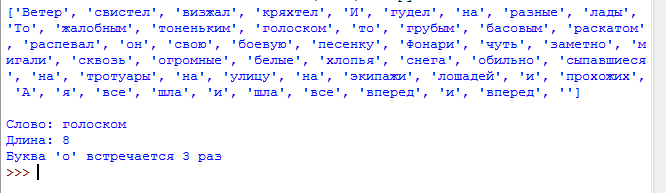 ['Ветер', 'свистел', 'визжал', 'кряхтел', 'И', 'гудел', 'на', 'разные', 'лады',
'То', 'жалобным', 'тоненьким', 'голоском', 'то', 'грубым', 'басовым', 'раскатом'
, 'распевал', 'он', 'свою', 'боевую', 'песенку', 'Фонари', 'чуть', 'заметно', 'м
игали', 'сквозь', 'огромные', 'белые', 'хлопья', 'снега', 'обильно', 'сыпавшиеся
', 'на', 'тротуары', 'на', 'улицу', 'на', 'экипажи', 'лошадей', 'и', 'прохожих',
'А', 'я', 'все', 'шла', 'и', 'шла', 'все', 'вперед', 'и', 'вперед', '']
Слово: голоском
Длина: 8
Буква 'о' встречается 3 раз
>>>